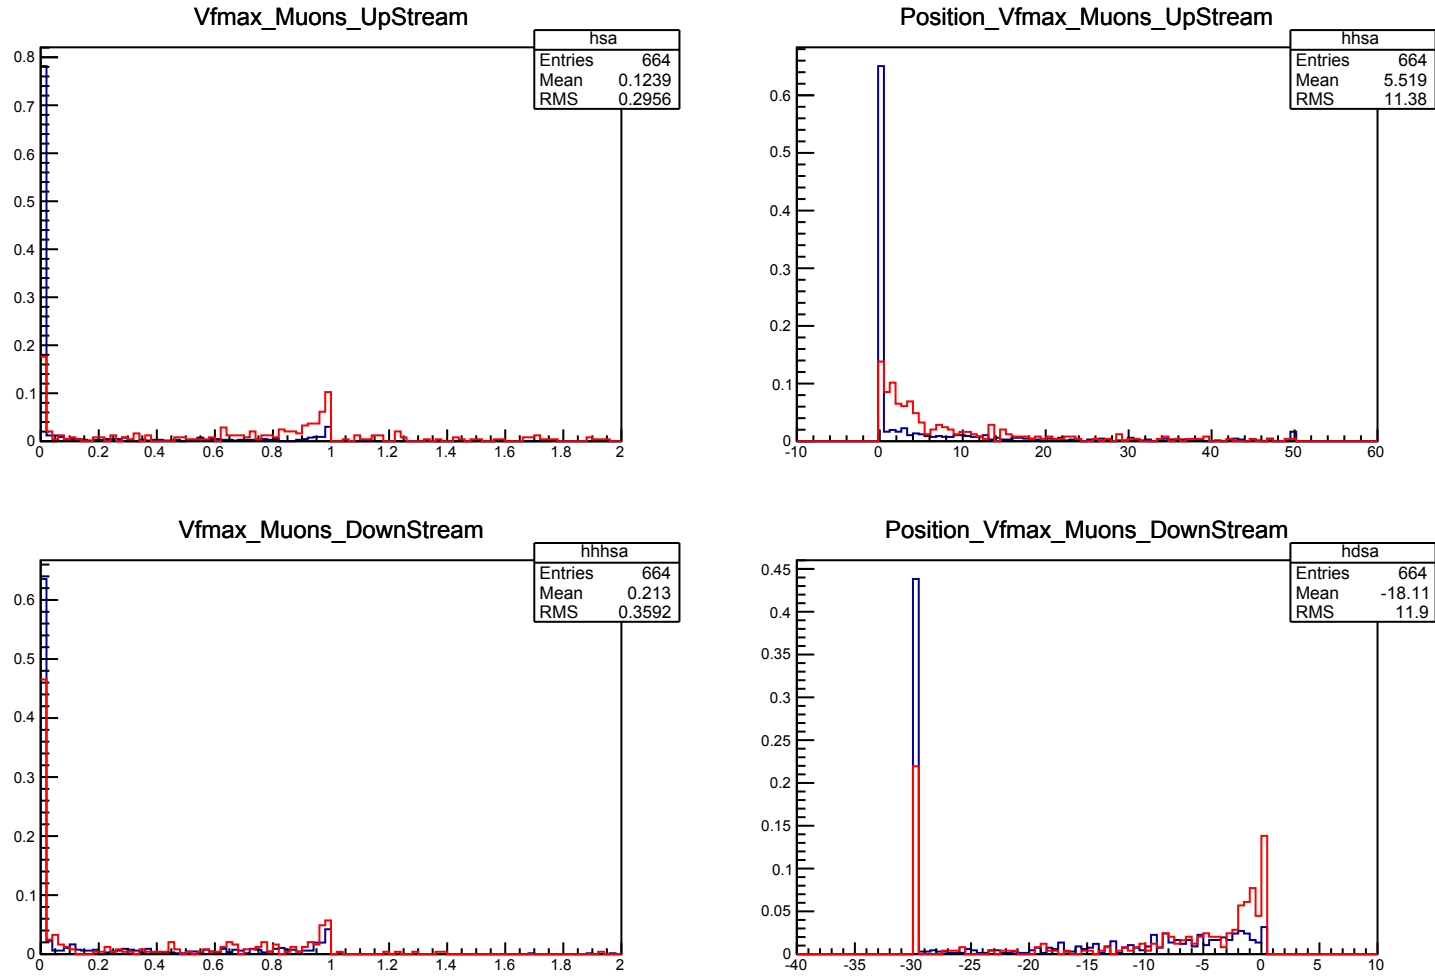 Vfmax_Muons_UpStream
hsa
Entries 664
Mean 0.1239
RMS 0.2956
0.8
0.7
0.6
0.5
0.4
0.3
0.2
0.1
0
0 0.2 0.4 0.6 0.8 1 1.2 1.4 1.6 1.8 2
Position_Vfmax_Muons_UpStream
hhsa
Entries 664
Mean 5.519
RMS 11.38
0.6
0.5
0.4
0.3
0.2
0.1
0
-10 0 10 20 30 40 50 60
Vfmax_Muons_DownStream
hhhsa
Entries 664
Mean 0.213
RMS 0.3592
0.6
0.5
0.4
0.3
0.2
0.1
0
0 0.2 0.4 0.6 0.8 1 1.2 1.4 1.6 1.8 2
Position_Vfmax_Muons_DownStream
hdsa
Entries 664
Mean -18.11
RMS 11.9
0.45
0.4
0.35
0.3
0.25
0.2
0.15
0.1
0.05
0
-40 -35 -30 -25 -20 -15 -10 -5 0 5 10